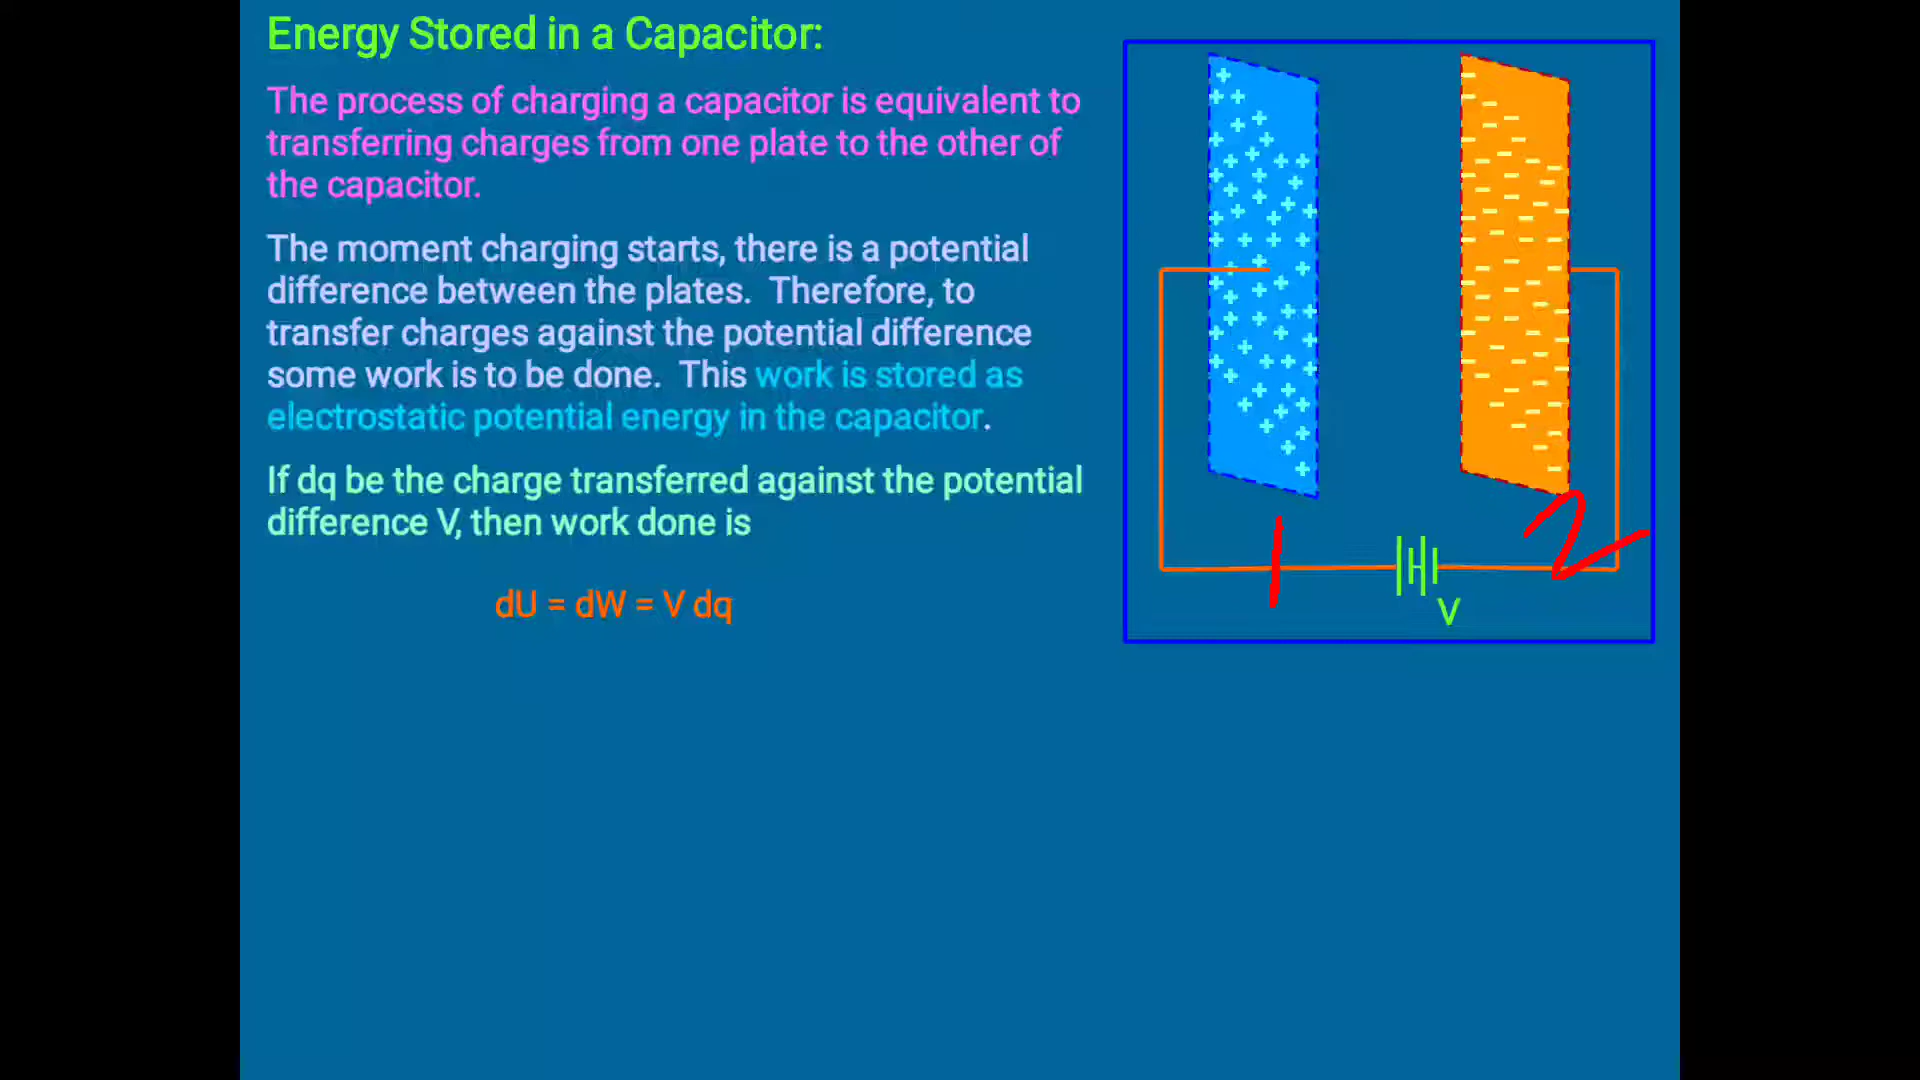 Energy Stored in a Capacitor:
The process of charging a capacitor is equivalent to
transferring charges from one plate to the other of
the capacitor.
The moment charging starts, there is a potential
difference between the plates. Therefore, to
transfer charges against the potential difference
some work is to be done. This work is stored as
electrostatic potential energy in the capacitor.
If dq be the charge transferred against the potential
difference V, then work done is
dU = dW = V dq
1
2
V